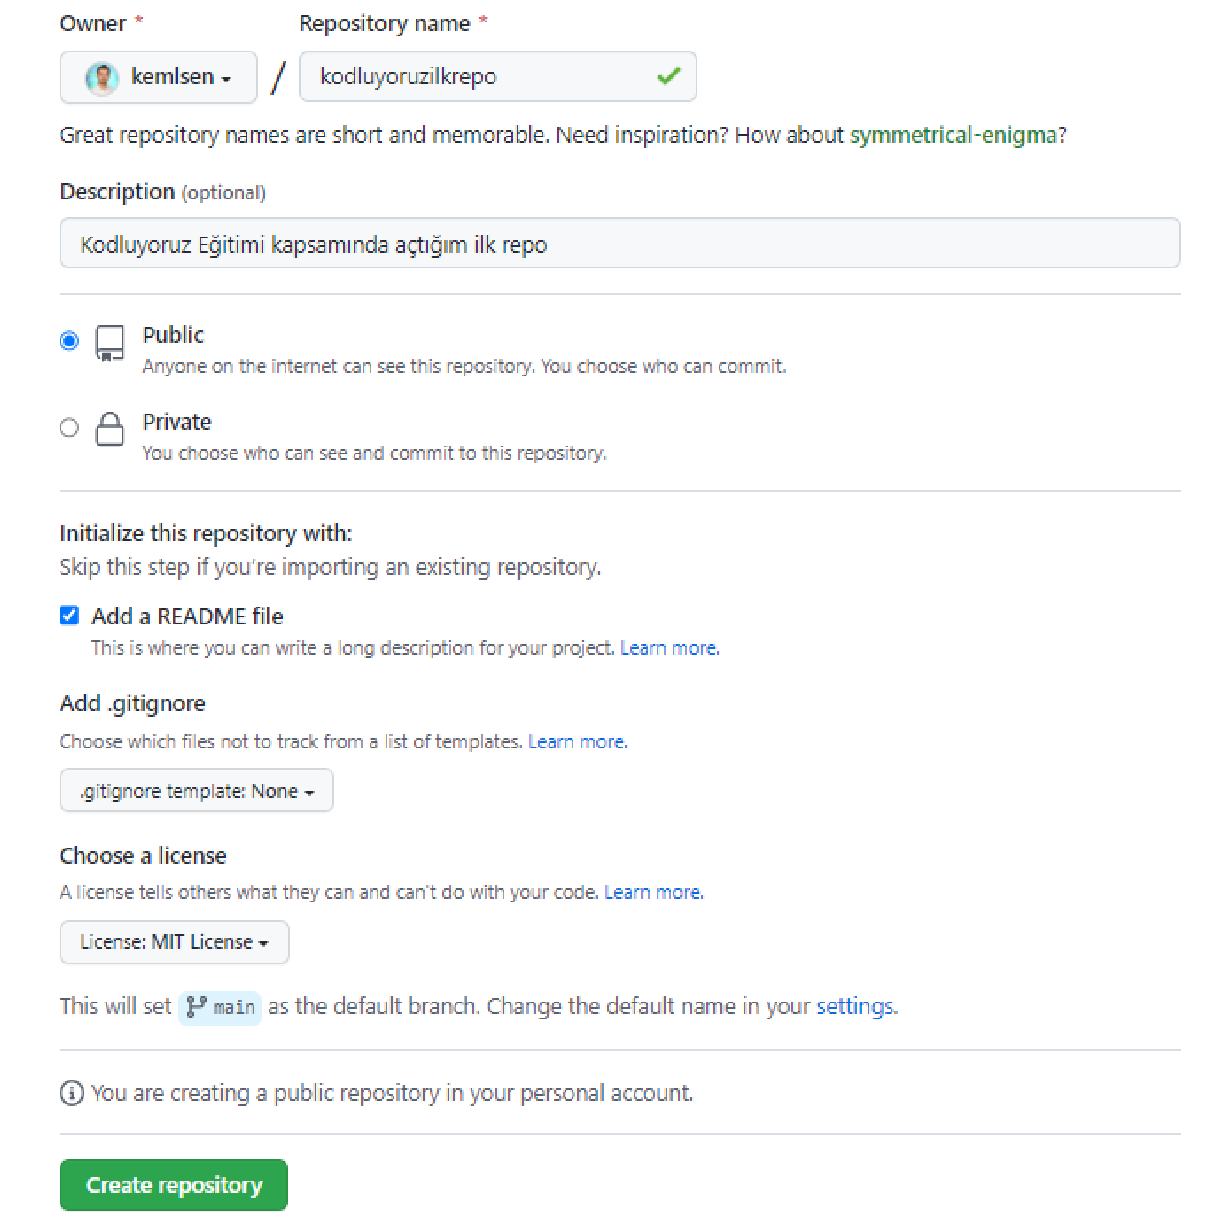 Owner * Repository name *
kemlsen / kodluyoruzilkrepo
Great repository names are short and memorable. Need inspiration? How about symmetrical-enigma?
Description (optional)
Kodluyoruz Eğitimi kapsamında açtığım ilk repo
Public
Anyone on the internet can see this repository. You choose who can commit.
Private
You choose who can see and commit to this repository.
Initialize this repository with:
Skip this step if you're importing an existing repository.
Add a README file
This is where you can write a long description for your project. Learn more.
Add .gitignore
Choose which files not to track from a list of templates. Learn more.
.gitignore template: None
Choose a license
A license tells others what they can and can't do with your code. Learn more.
License: MIT License
This will set main as the default branch. Change the default name in your settings.
You are creating a public repository in your personal account.
Create repository